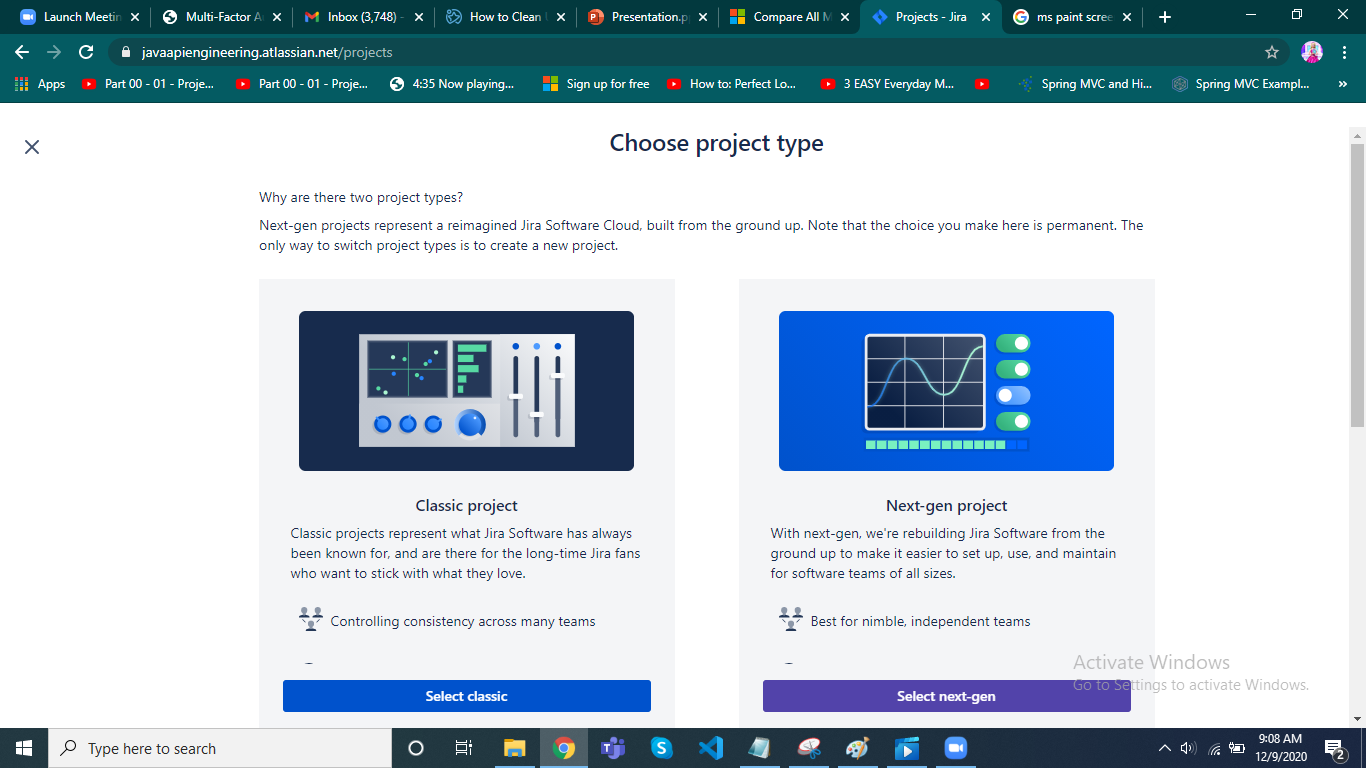 Launch Meetin
Multi-Factor A
Inbox (3,748) -
How to Clean
Presentation.p
Compare All M
Projects - Jira
ms paint scree
javaapiengineering.atlassian.net/projects
Apps
Part 00 - 01 - Proje...
Part 00 - 01 - Proje...
4:35 Now playing...
Sign up for free
How to: Perfect Lo...
3 EASY Everyday M...
Spring MVC and Hi...
Spring MVC Exampl...
»
Choose project type
Why are there two project types?
Next-gen projects represent a reimagined Jira Software Cloud, built from the ground up. Note that the choice you make here is permanent. The
only way to switch project types is to create a new project.
Classic project
Classic projects represent what Jira Software has always
been known for, and are there for the long-time Jira fans
who want to stick with what they love.
Controlling consistency across many teams
Select classic
Next-gen project
With next-gen, we're rebuilding Jira Software from the
ground up to make it easier to set up, use, and maintain
for software teams of all sizes.
Best for nimble, independent teams
Select next-gen
Activate Windows
Go to Settings to activate Windows.
Type here to search
9:08 AM
12/9/2020
2